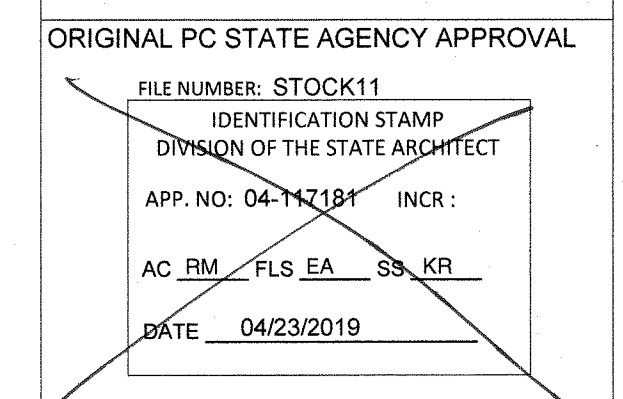 ORIGINAL PC STATE AGENCY APPROVAL
FILE NUMBER: STOCK11
IDENTIFICATION STAMP
DIVISION OF THE STATE ARCHITECT
APP. NO: 04-117181 INCR :
AC RM FLS EA SS KR
DATE 04/23/2019